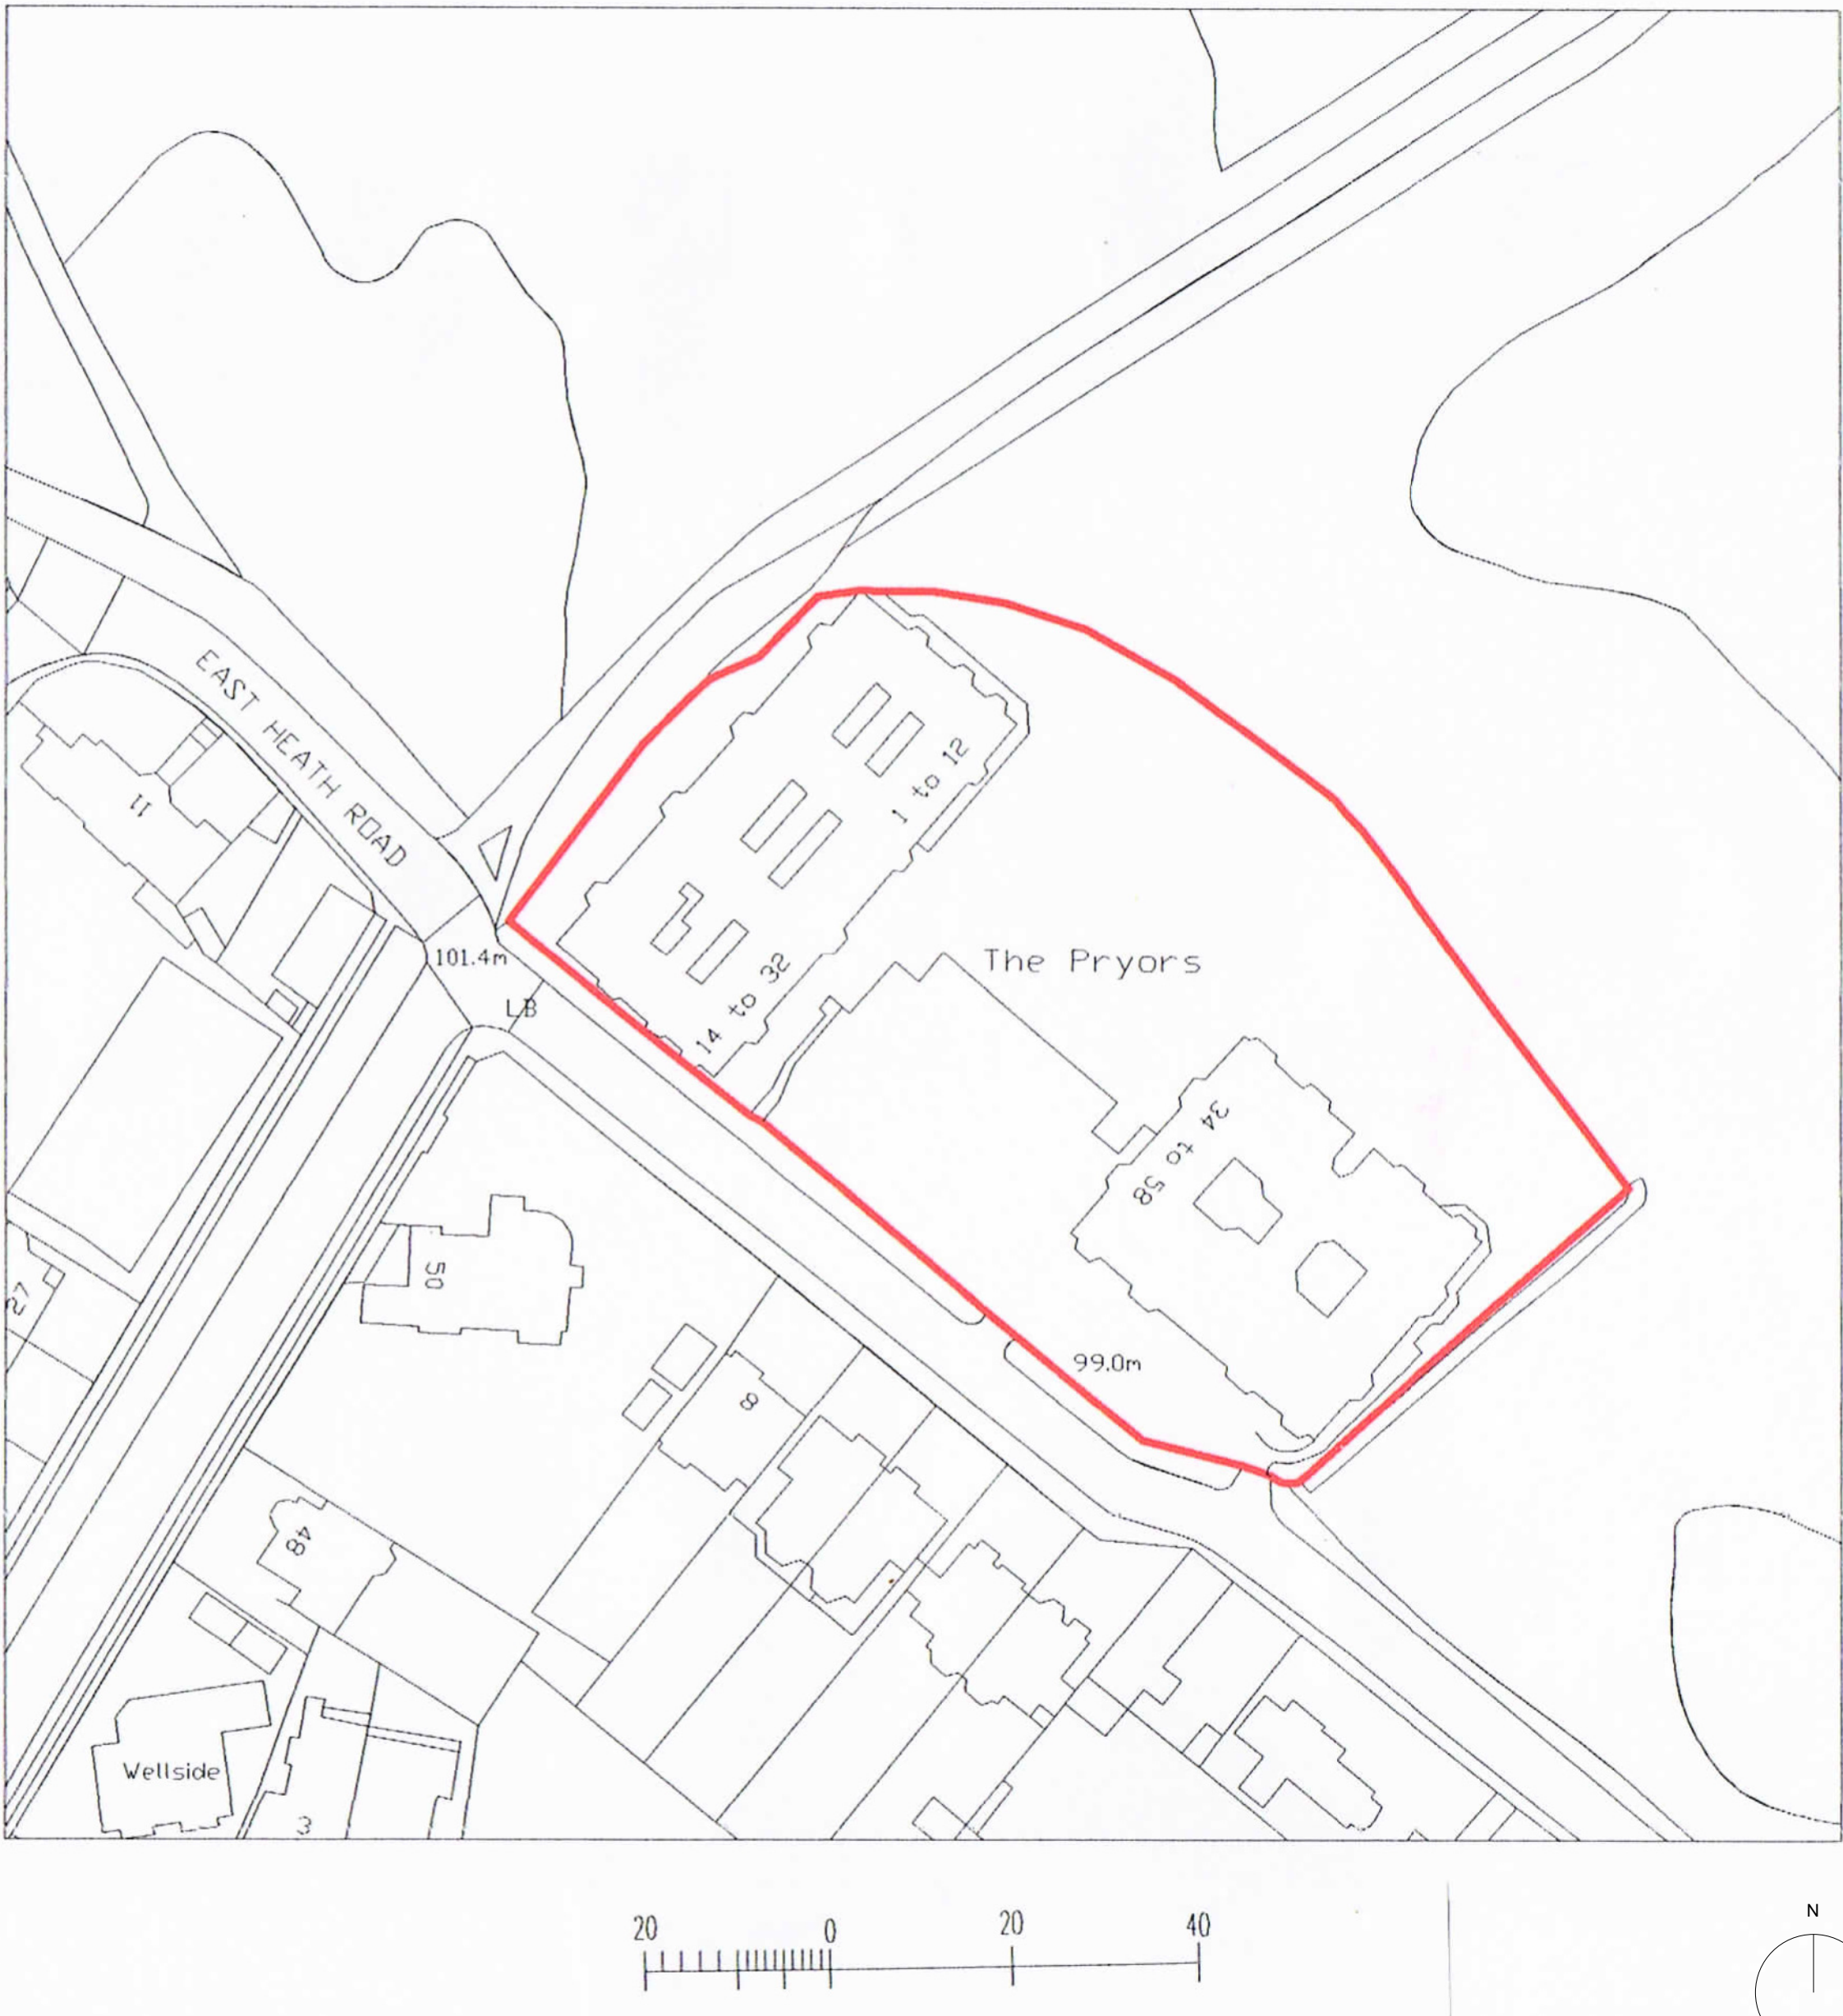 EAST HEATH ROAD
11
1 to 12
The Pryors
101.4m
LB
14 to 32
34 to 58
50
27
99.0m
8
48
Wellside
3
20 0 20 40
N